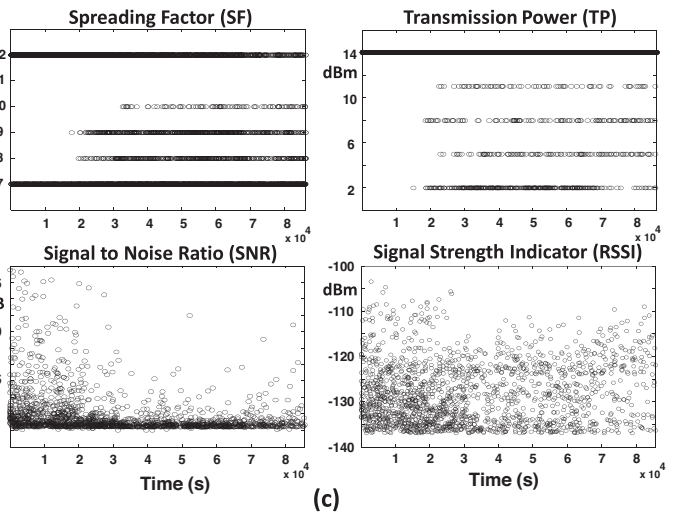 Spreading Factor (SF)
2
1
0
9
8
7
1 2 3 4 5 6 7 8
x 10^4
Transmission Power (TP)
14
dBm
10
6
2
1 2 3 4 5 6 7 8
x 10^4
Signal to Noise Ratio (SNR)
1 2 3 4 5 6 7 8
x 10^4
Time (s)
Signal Strength Indicator (RSSI)
-100
dBm
-110
-120
-130
-140
1 2 3 4 5 6 7 8
x 10^4
Time (s)
(c)